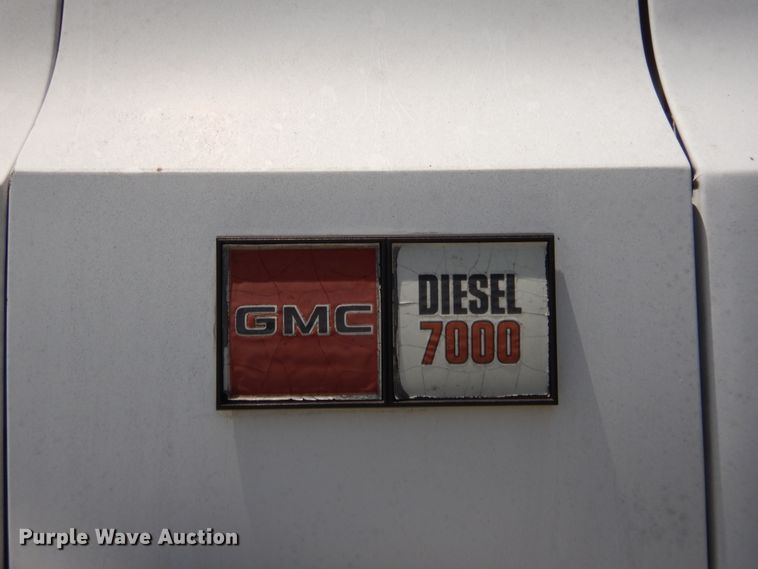 GMC
DIESEL
7000
Purple Wave Auction